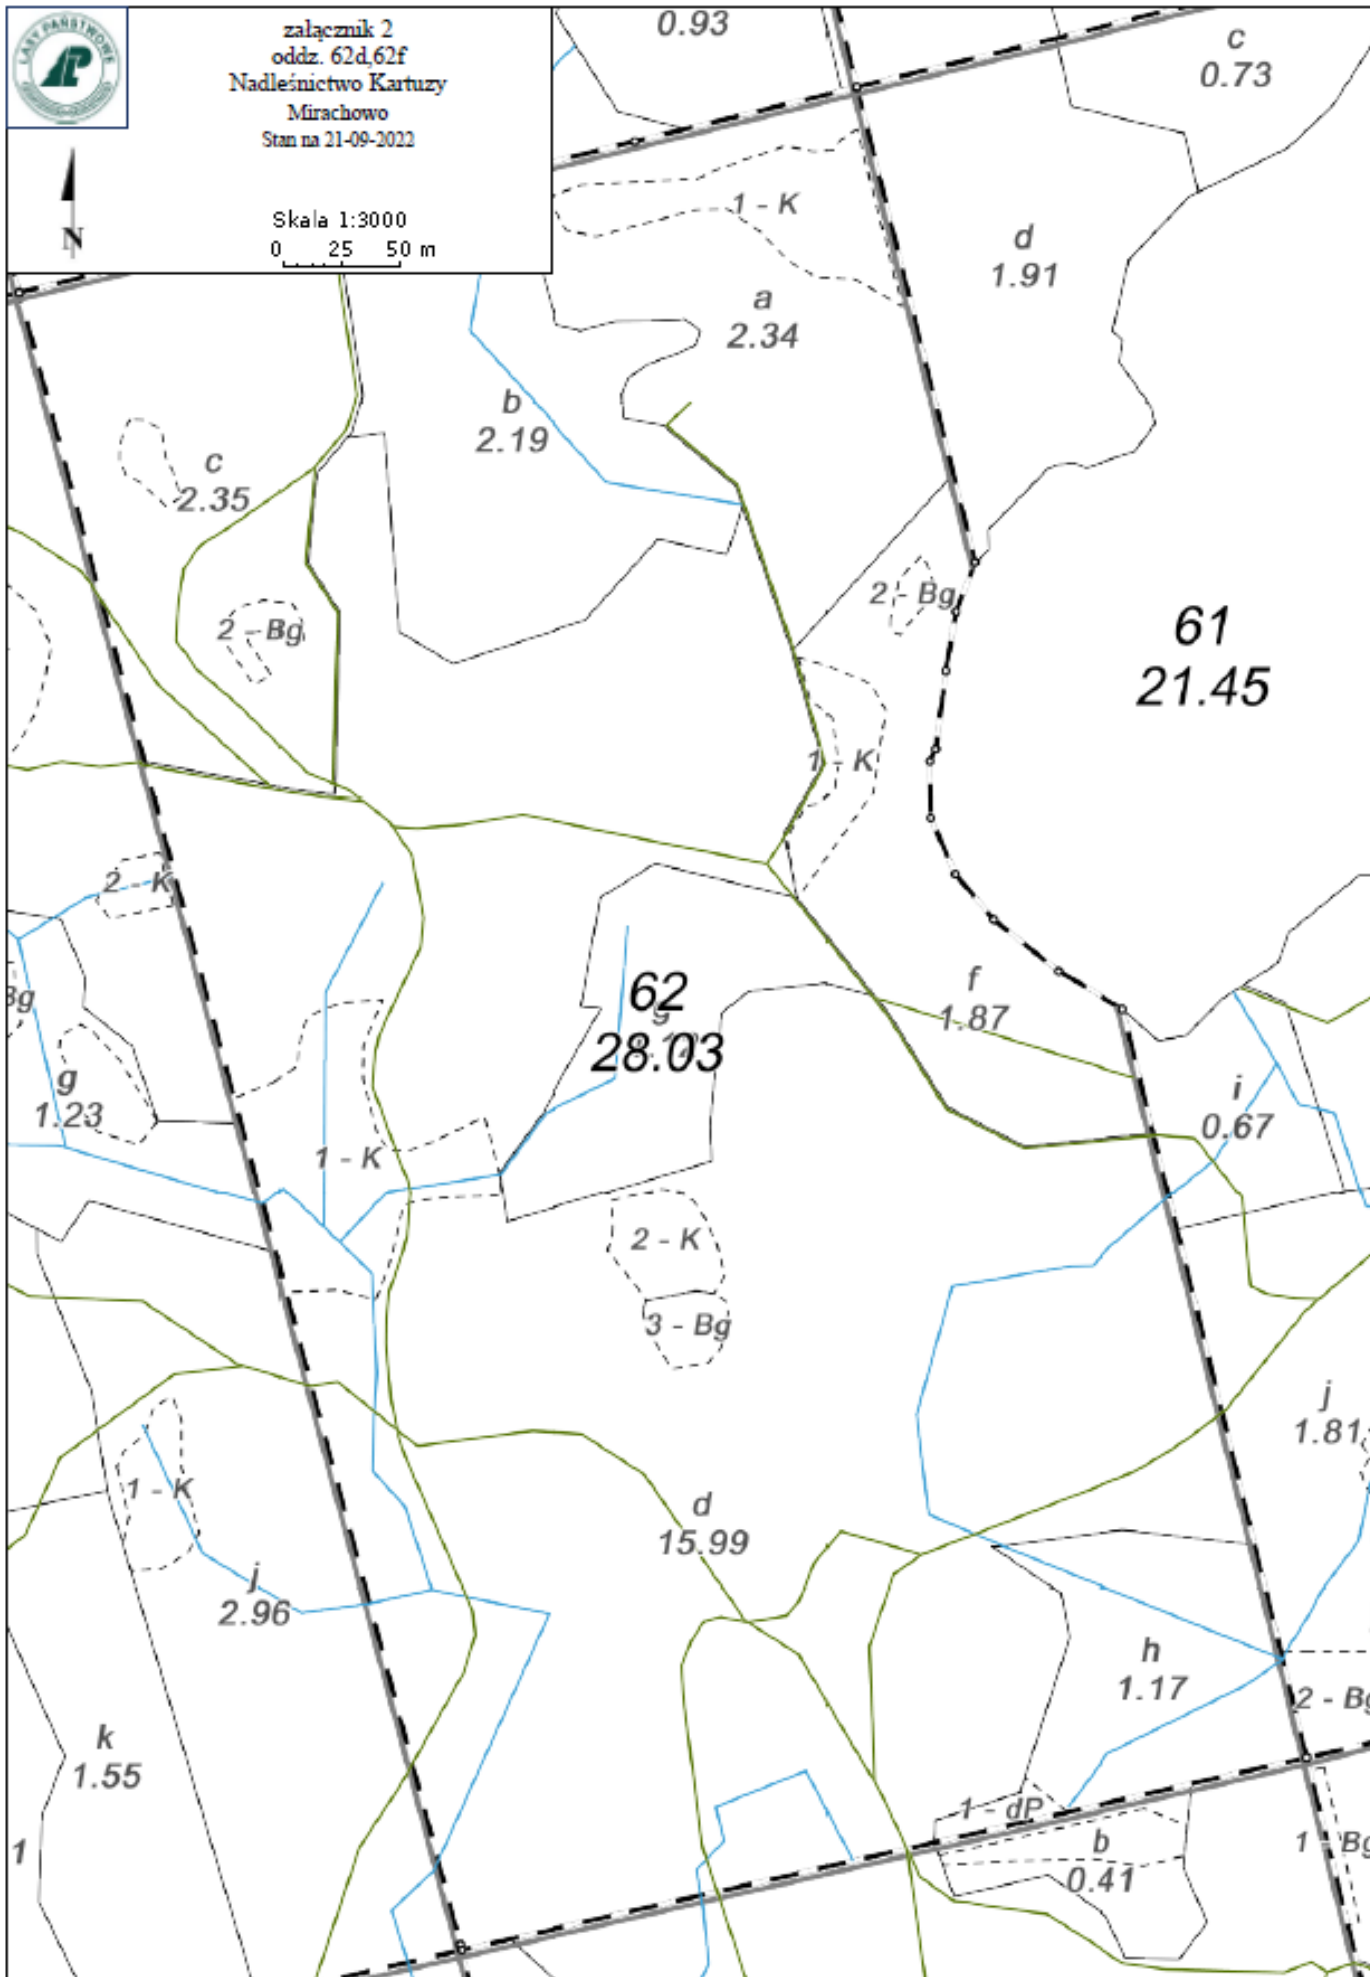 LASY PAŃSTWOWE
załącznik 2
oddz. 62d,62f
Nadleśnictwo Kartuzy
Mirachowo
Stan na 21-09-2022
N
Skala 1:3000
0 25 50 m
0.93
c
0.73
1 - K
d
1.91
a
2.34
b
2.19
c
2.35
2 - Bg
2 - Bg
61
21.45
1 - K
2 - K
Bg
62
28.03
g
f
1.87
g
1.23
i
0.67
1 - K
2 - K
3 - Bg
j
1.81
1 - K
d
15.99
j
2.96
h
1.17
2 - Bg
k
1.55
1 - dP
b
0.41
1
1 - Bg